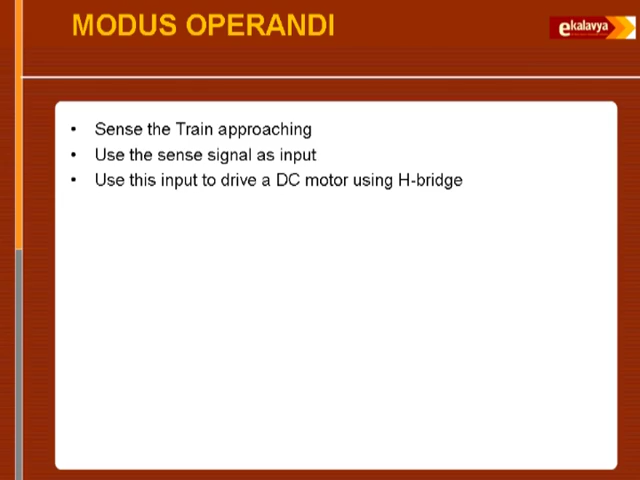 MODUS OPERANDI
ekalavya
• Sense the Train approaching
• Use the sense signal as input
• Use this input to drive a DC motor using H-bridge